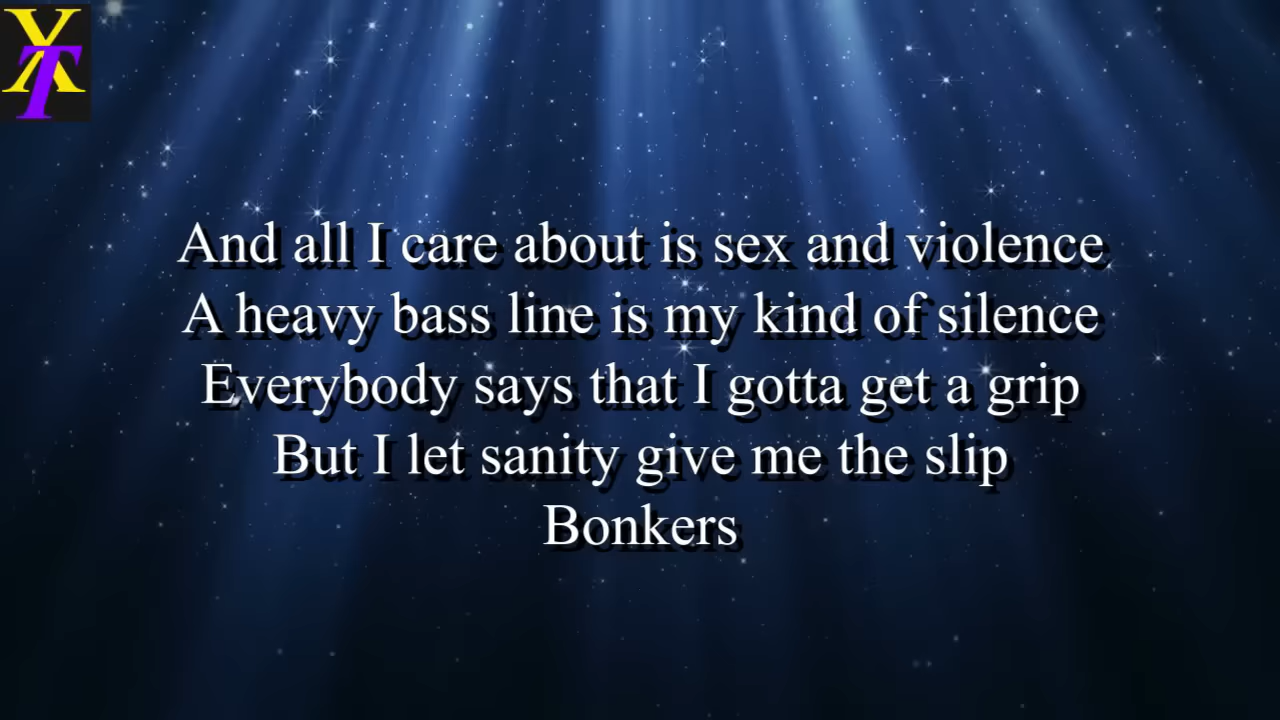 XT
And all I care about is sex and violence
A heavy bass line is my kind of silence
Everybody says that I gotta get a grip
But I let sanity give me the slip
Bonkers